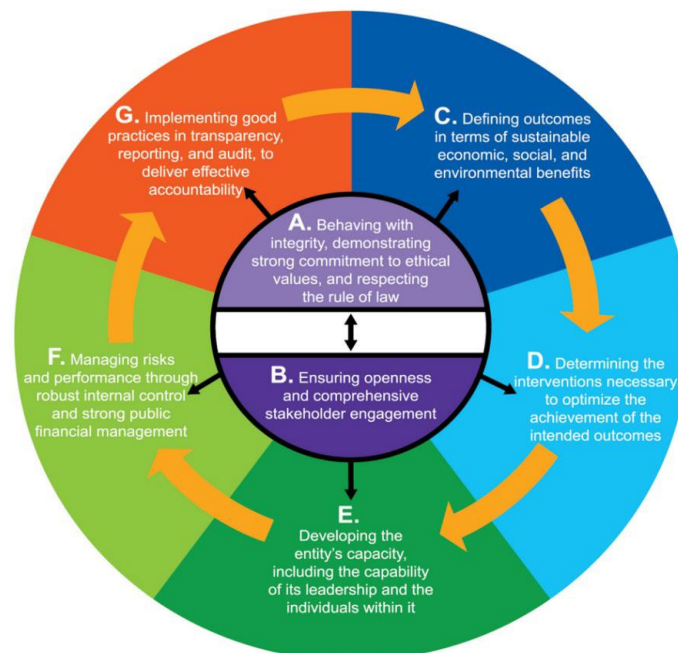 A. Behaving with
integrity, demonstrating
strong commitment to ethical
values, and respecting
the rule of law
B. Ensuring openness
and comprehensive
stakeholder engagement
C. Defining outcomes
in terms of sustainable
economic, social, and
environmental benefits
D. Determining the
interventions necessary
to optimize the
achievement of the
intended outcomes
E.
Developing the
entity's capacity,
including the capability
of its leadership and the
individuals within it
F. Managing risks
and performance through
robust internal control
and strong public
financial management
G. Implementing good
practices in transparency,
reporting, and audit, to
deliver effective
accountability